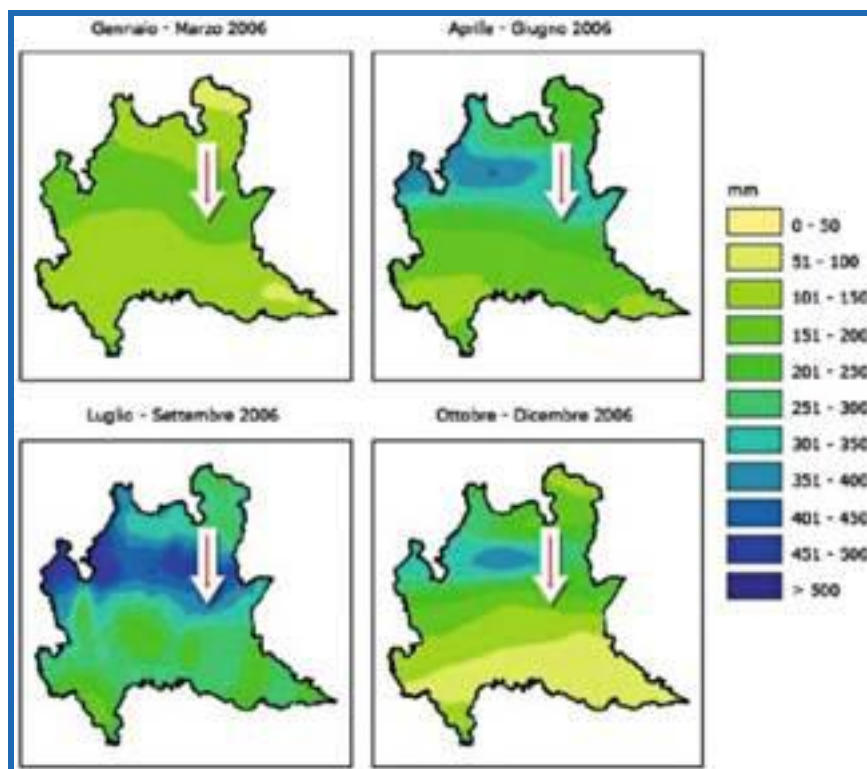 Gennaio - Marzo 2006
Aprile - Giugno 2006
Luglio - Settembre 2006
Ottobre - Dicembre 2006
mm
0 - 50
51 - 100
101 - 150
151 - 200
201 - 250
251 - 300
301 - 350
351 - 400
401 - 450
451 - 500
> 500